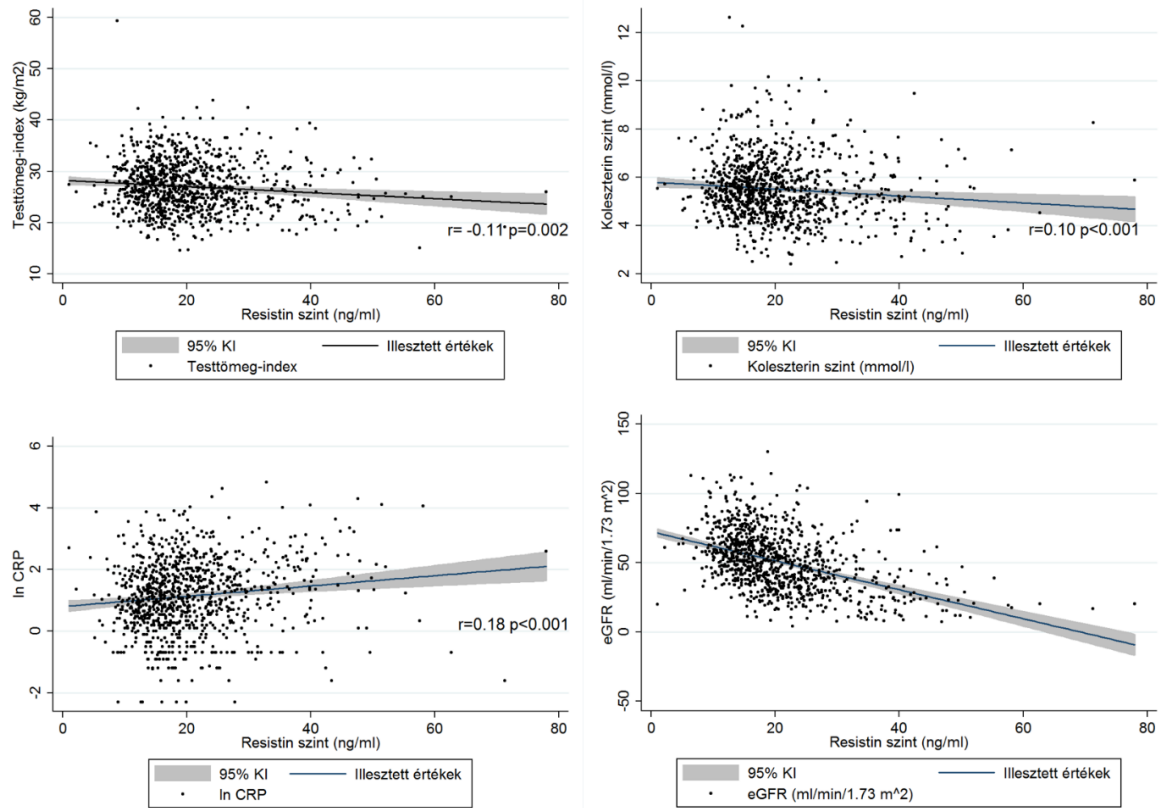 Testtömeg-index (kg/m2)
60
50
40
30
20
10
r= -0.11 p=0.002
0
20
40
60
80
Resistin szint (ng/ml)
95% KI
Illesztett értékek
Testtömeg-index
Koleszterin szint (mmol/l)
12
10
8
6
4
2
r=0.10 p<0.001
0
20
40
60
80
Resistin szint (ng/ml)
95% KI
Illesztett értékek
Koleszterin szint (mmol/l)
ln CRP
6
4
2
0
-2
r=0.18 p<0.001
0
20
40
60
80
Resistin szint (ng/ml)
95% KI
Illesztett értékek
ln CRP
eGFR (ml/min/1.73 m^2)
150
100
50
0
-50
0
20
40
60
80
Resistin szint (ng/ml)
95% KI
Illesztett értékek
eGFR (ml/min/1.73 m^2)